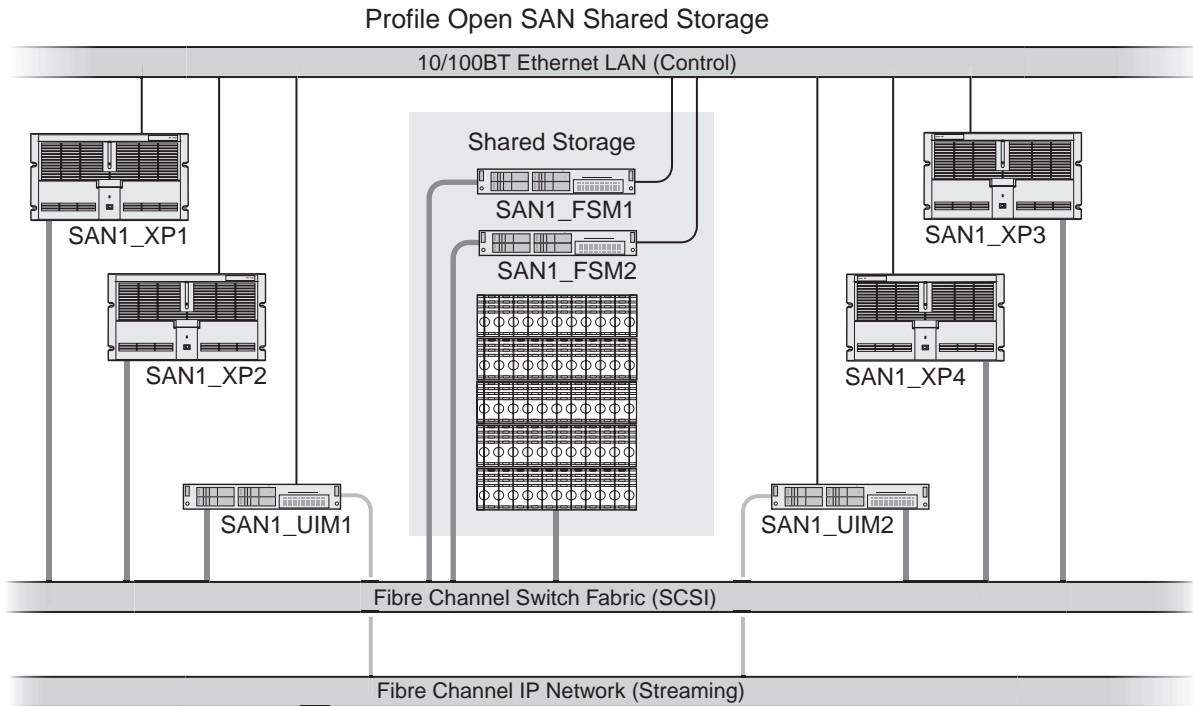 Profile Open SAN Shared Storage
10/100BT Ethernet LAN (Control)
Shared Storage
SAN1_FSM1
SAN1_XP1
SAN1_XP3
SAN1_FSM2
SAN1_XP2
SAN1_XP4
SAN1_UIM1
SAN1_UIM2
Fibre Channel Switch Fabric (SCSI)
Fibre Channel IP Network (Streaming)